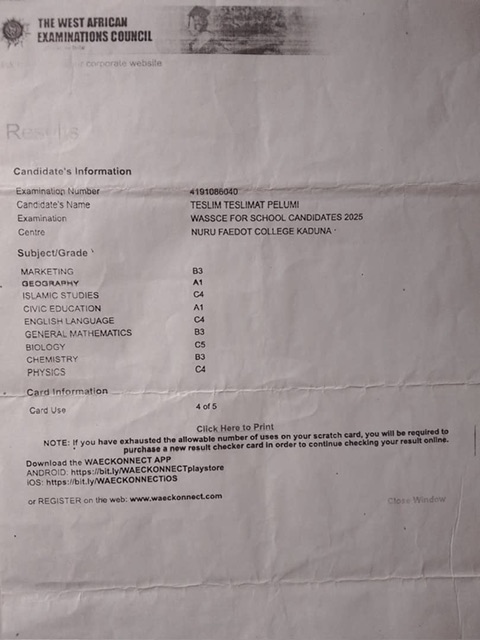 THE WEST AFRICAN
EXAMINATIONS COUNCIL
corporate website
Results
Candidate's Information
Examination Number 4191086040
Candidate's Name TESLIM TESLIMAT PELUMI
Examination WASSCE FOR SCHOOL CANDIDATES 2025
Centre NURU FAEDOT COLLEGE KADUNA
Subject/Grade
MARKETING B3
GEOGRAPHY A1
ISLAMIC STUDIES C4
CIVIC EDUCATION A1
ENGLISH LANGUAGE C4
GENERAL MATHEMATICS B3
BIOLOGY C5
CHEMISTRY B3
PHYSICS C4
Card Information
Card Use 4 of 5
Click Here to Print
NOTE: If you have exhausted the allowable number of uses on your scratch card, you will be required to
purchase a new result checker card in order to continue checking your result online.
Download the WAECKONNECT APP
ANDROID: https://bit.ly/WAECKONNECTplaystore
iOS: https://bit.ly/WAECKONNECTiOS
or REGISTER on the web: www.waeckonnect.com
Close Window